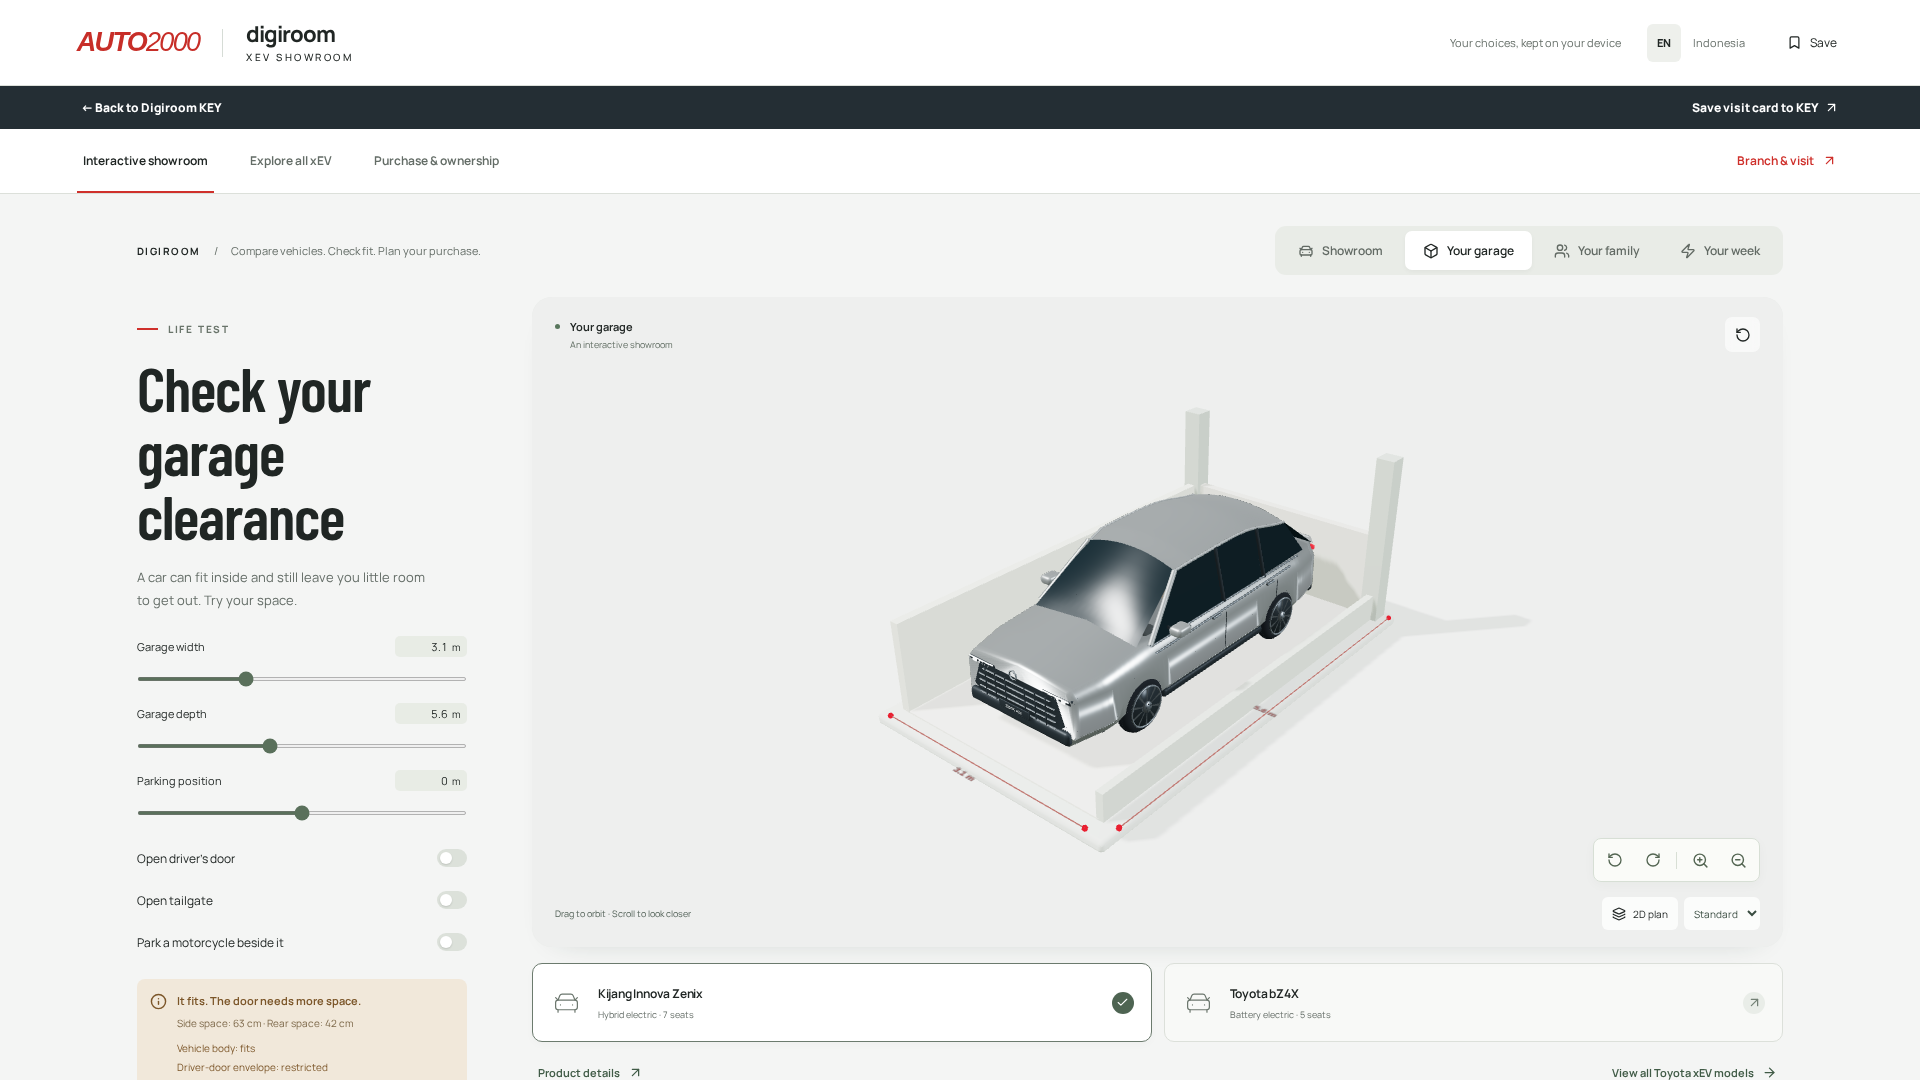 AUTO2000
digiroom
XEV SHOWROOM
Your choices, kept on your device
EN
Indonesia
Save
← Back to Digiroom KEY
Save visit card to KEY
Interactive showroom
Explore all xEV
Purchase & ownership
Branch & visit
DIGIROOM / Compare vehicles. Check fit. Plan your purchase.
Showroom
Your garage
Your family
Your week
LIFE TEST
Check your
garage
clearance
A car can fit inside and still leave you little room
to get out. Try your space.
Garage width 3.1 m
Garage depth 5.6 m
Parking position 0 m
Open driver's door
Open tailgate
Park a motorcycle beside it
It fits. The door needs more space.
Side space: 63 cm · Rear space: 42 cm
Vehicle body: fits
Driver-door envelope: restricted
Your garage
An interactive showroom
Drag to orbit · Scroll to look closer
2D plan
Standard
Kijang Innova Zenix
Hybrid electric · 7 seats
Toyota bZ4X
Battery electric · 5 seats
Product details
View all Toyota xEV models